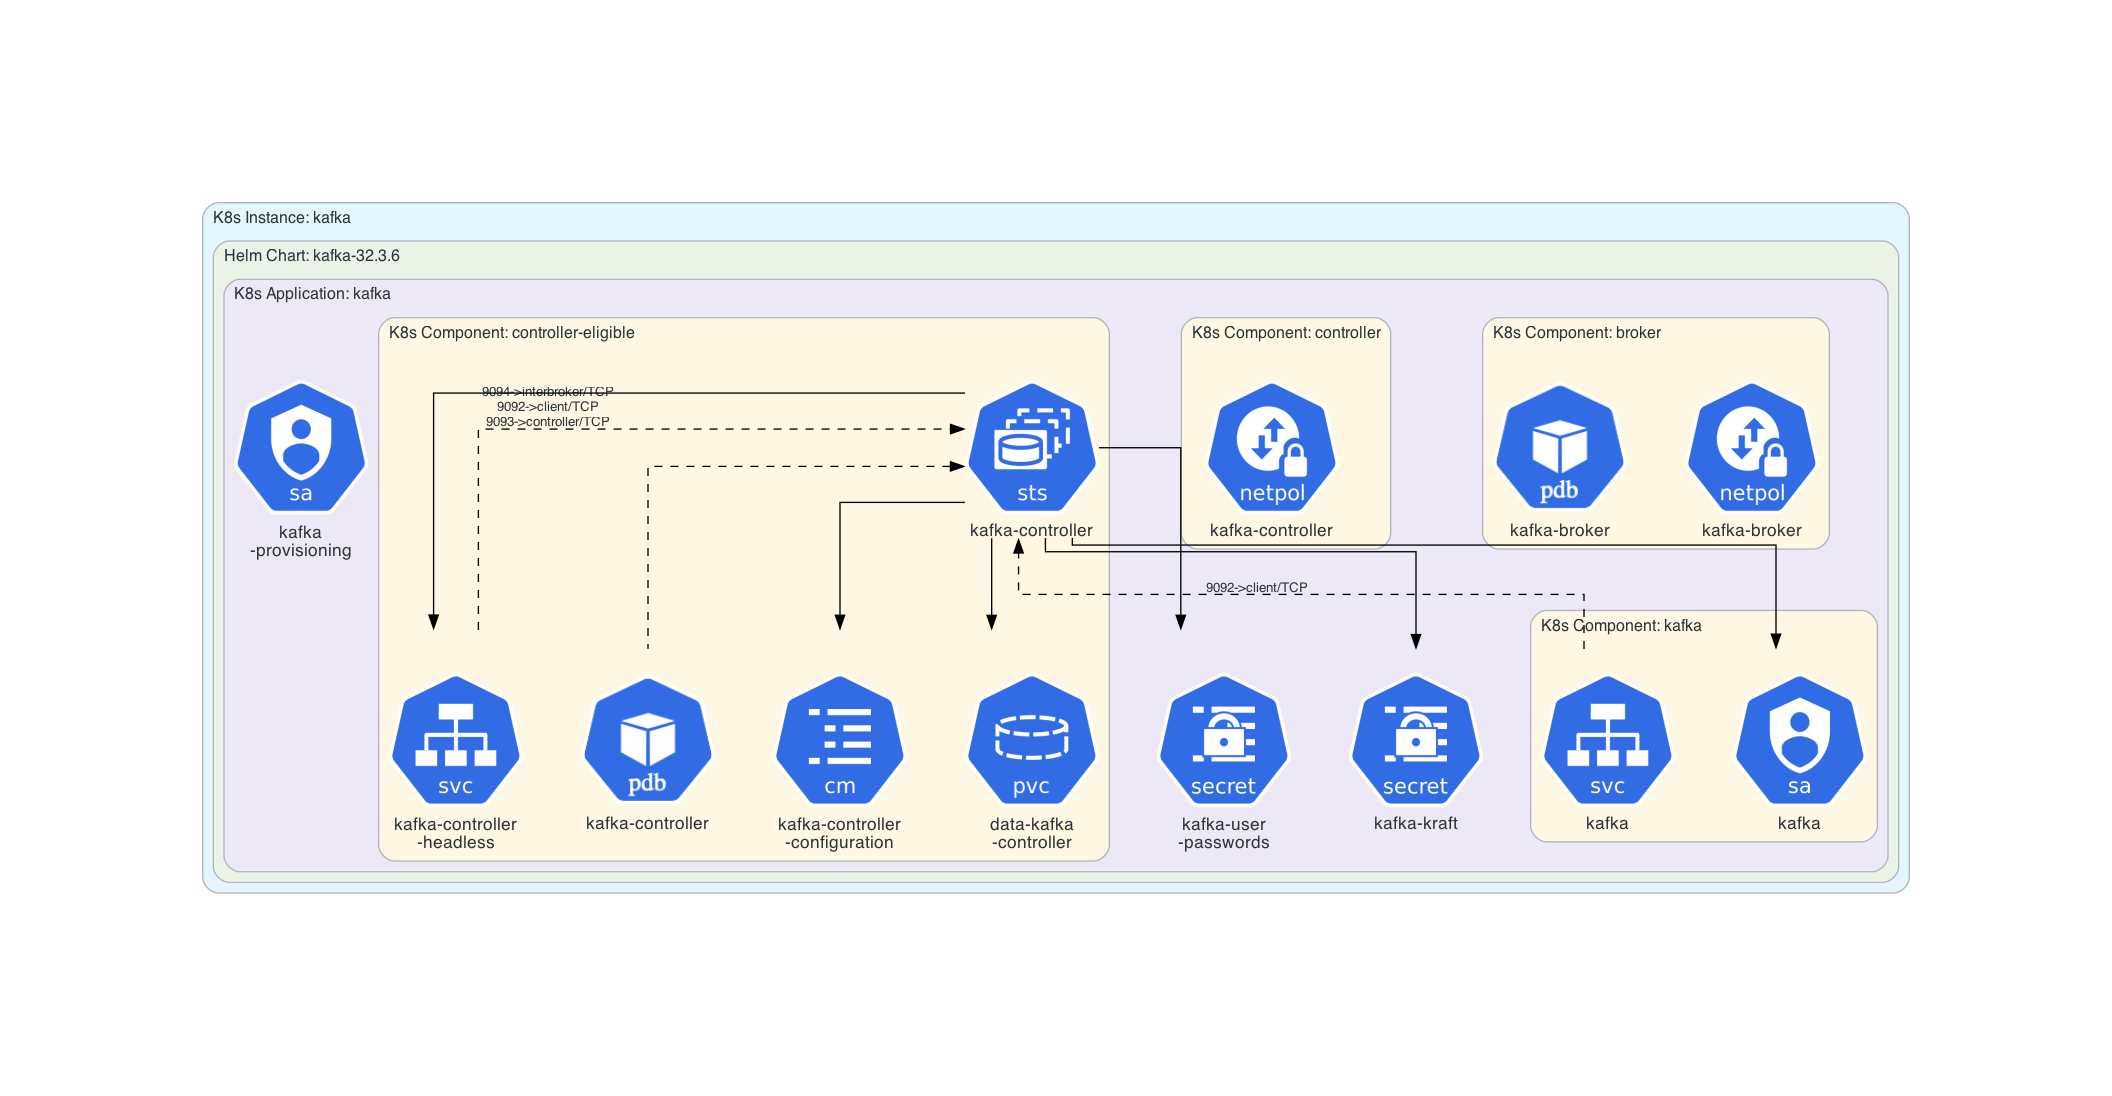 K8s Instance: kafka
Helm Chart: kafka-32.3.6
K8s Application: kafka
K8s Component: controller-eligible
K8s Component: controller
K8s Component: broker
9094->interbroker/TCP
9092->client/TCP
9093->controller/TCP
sa
kafka
-provisioning
sts
kafka-controller
netpol
kafka-controller
pdb
kafka-broker
netpol
kafka-broker
9092->client/TCP
K8s Component: kafka
svc
kafka-controller
-headless
pdb
kafka-controller
cm
kafka-controller
-configuration
pvc
data-kafka
-controller
secret
kafka-user
-passwords
secret
kafka-kraft
svc
kafka
sa
kafka